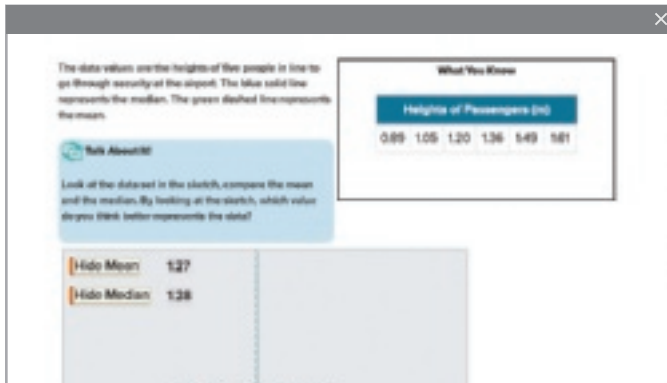 The data values are the heights of five people in line to
go through security at the airport. The blue solid line
represents the median. The green dashed line represents
the mean.
Talk About It!
Look at the data set in the sketch, compare the mean
and the median. By looking at the sketch, which value
do you think better represents the data?
What You Know
Heights of Passengers (m)
0.89 1.05 1.20 1.36 1.49 1.61
Hide Mean 1.27
Hide Median 1.28